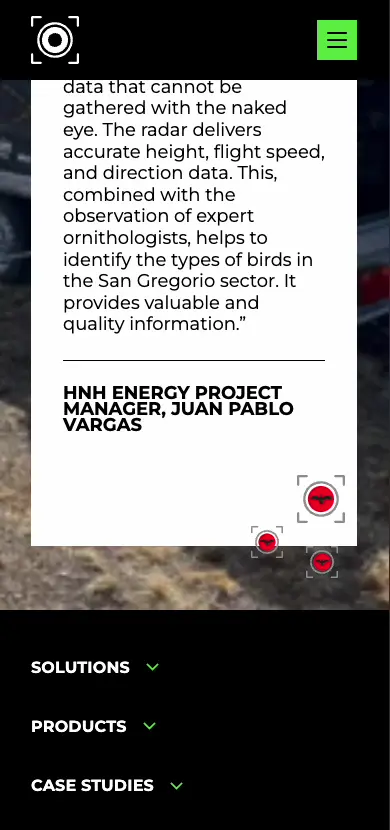 data that cannot be
gathered with the naked
eye. The radar delivers
accurate height, flight speed,
and direction data. This,
combined with the
observation of expert
ornithologists, helps to
identify the types of birds in
the San Gregorio sector. It
provides valuable and
quality information.”
HNH ENERGY PROJECT
MANAGER, JUAN PABLO
VARGAS
SOLUTIONS
PRODUCTS
CASE STUDIES